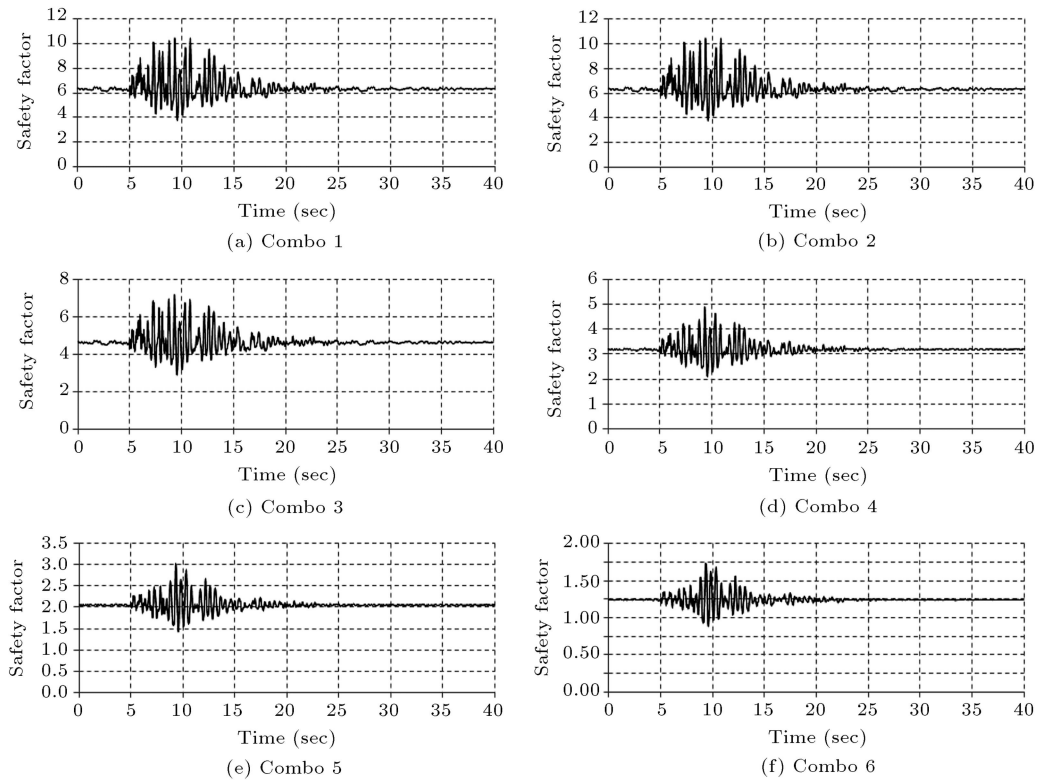 12
10
8
6
4
2
0
Safety factor
0 5 10 15 20 25 30 35 40
Time (sec)
(a) Combo 1
12
10
8
6
4
2
0
Safety factor
0 5 10 15 20 25 30 35 40
Time (sec)
(b) Combo 2
8
6
4
2
0
Safety factor
0 5 10 15 20 25 30 35 40
Time (sec)
(c) Combo 3
6
5
4
3
2
1
0
Safety factor
0 5 10 15 20 25 30 35 40
Time (sec)
(d) Combo 4
3.5
3.0
2.5
2.0
1.5
1.0
0.5
0.0
Safety factor
0 5 10 15 20 25 30 35 40
Time (sec)
(e) Combo 5
2.00
1.50
1.00
0.50
0.00
Safety factor
0 5 10 15 20 25 30 35 40
Time (sec)
(f) Combo 6